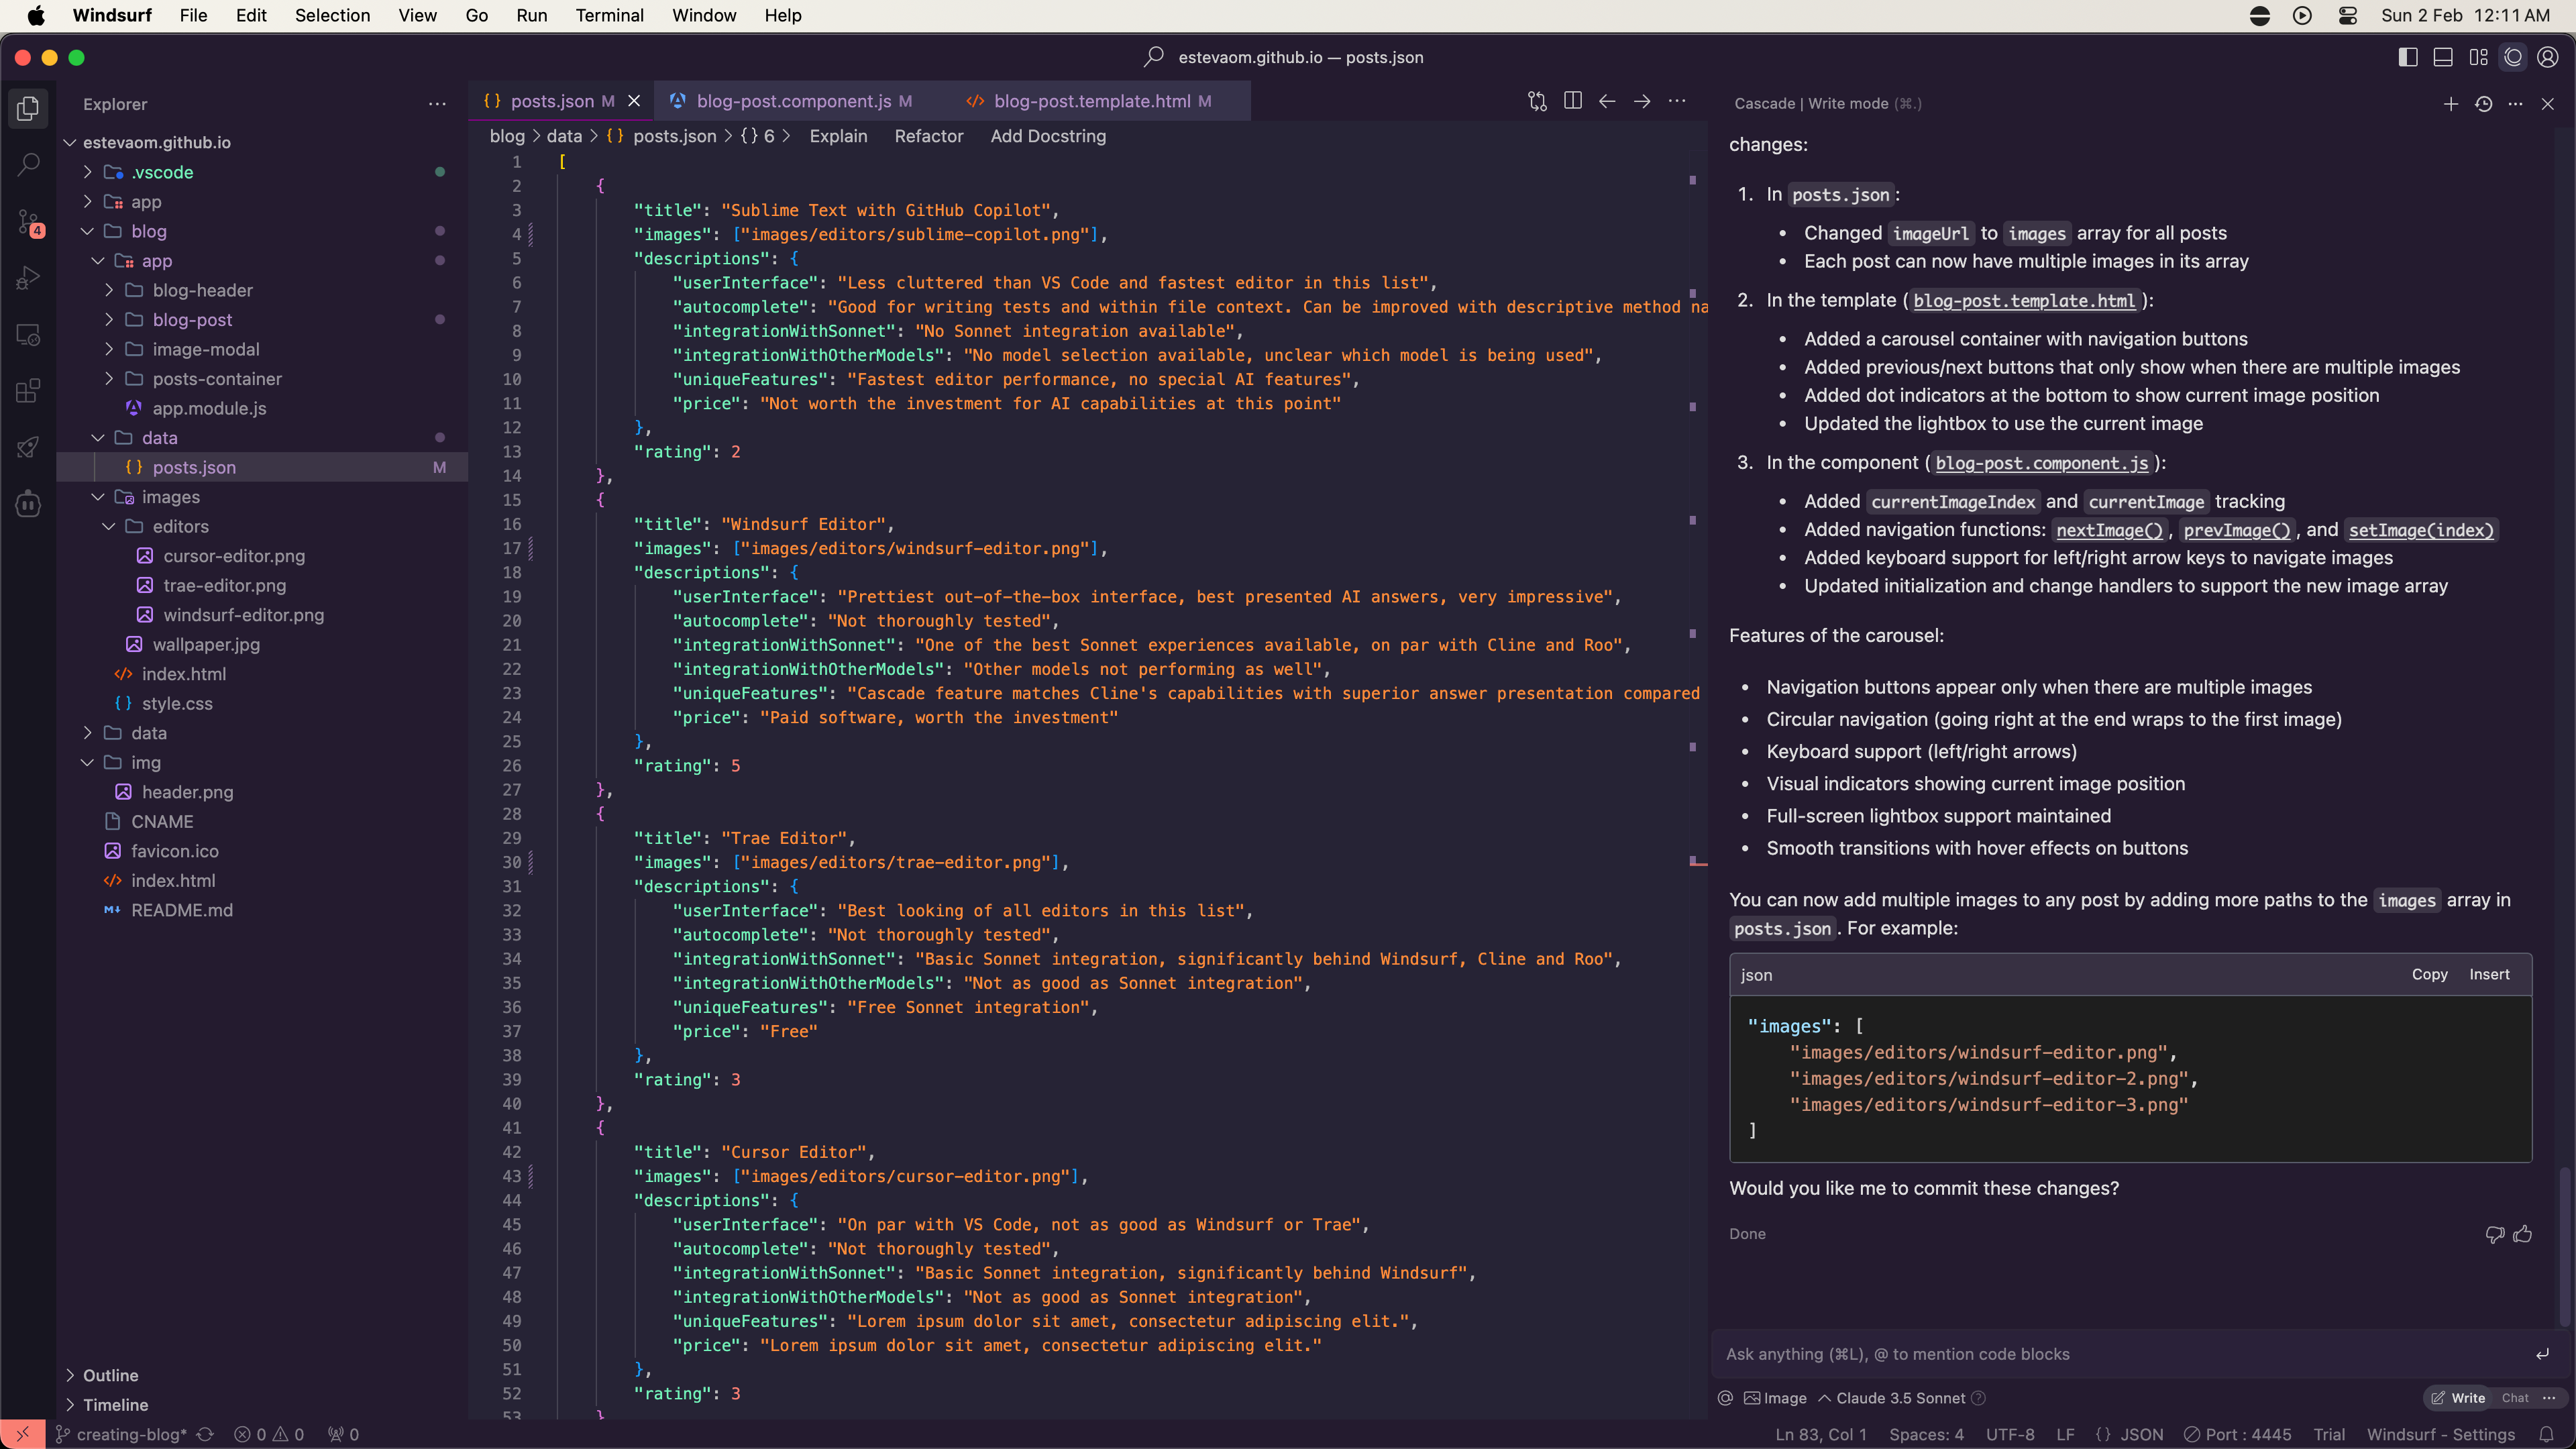 Windsurf File Edit Selection View Go Run Terminal Window Help Sun 2 Feb 12:11 AM
estevaom.github.io — posts.json
Explorer
estevaom.github.io
.vscode
app
blog
app
blog-header
blog-post
image-modal
posts-container
app.module.js
data
posts.json M
images
editors
cursor-editor.png
trae-editor.png
windsurf-editor.png
wallpaper.jpg
index.html
style.css
data
img
header.png
CNAME
favicon.ico
index.html
README.md
Outline
Timeline
4
posts.json M blog-post.component.js M blog-post.template.html M
blog > data > {} posts.json > {} 6 > Explain Refactor Add Docstring
1 [
2 {
3 "title": "Sublime Text with GitHub Copilot",
4 "images": ["images/editors/sublime-copilot.png"],
5 "descriptions": {
6 "userInterface": "Less cluttered than VS Code and fastest editor in this list",
7 "autocomplete": "Good for writing tests and within file context. Can be improved with descriptive method na
8 "integrationWithSonnet": "No Sonnet integration available",
9 "integrationWithOtherModels": "No model selection available, unclear which model is being used",
10 "uniqueFeatures": "Fastest editor performance, no special AI features",
11 "price": "Not worth the investment for AI capabilities at this point"
12 },
13 "rating": 2
14 },
15 {
16 "title": "Windsurf Editor",
17 "images": ["images/editors/windsurf-editor.png"],
18 "descriptions": {
19 "userInterface": "Prettiest out-of-the-box interface, best presented AI answers, very impressive",
20 "autocomplete": "Not thoroughly tested",
21 "integrationWithSonnet": "One of the best Sonnet experiences available, on par with Cline and Roo",
22 "integrationWithOtherModels": "Other models not performing as well",
23 "uniqueFeatures": "Cascade feature matches Cline's capabilities with superior answer presentation compared
24 "price": "Paid software, worth the investment"
25 },
26 "rating": 5
27 },
28 {
29 "title": "Trae Editor",
30 "images": ["images/editors/trae-editor.png"],
31 "descriptions": {
32 "userInterface": "Best looking of all editors in this list",
33 "autocomplete": "Not thoroughly tested",
34 "integrationWithSonnet": "Basic Sonnet integration, significantly behind Windsurf, Cline and Roo",
35 "integrationWithOtherModels": "Not as good as Sonnet integration",
36 "uniqueFeatures": "Free Sonnet integration",
37 "price": "Free"
38 },
39 "rating": 3
40 },
41 {
42 "title": "Cursor Editor",
43 "images": ["images/editors/cursor-editor.png"],
44 "descriptions": {
45 "userInterface": "On par with VS Code, not as good as Windsurf or Trae",
46 "autocomplete": "Not thoroughly tested",
47 "integrationWithSonnet": "Basic Sonnet integration, significantly behind Windsurf",
48 "integrationWithOtherModels": "Not as good as Sonnet integration",
49 "uniqueFeatures": "Lorem ipsum dolor sit amet, consectetur adipiscing elit.",
50 "price": "Lorem ipsum dolor sit amet, consectetur adipiscing elit."
51 },
52 "rating": 3
53 }
Cascade | Write mode (⌘.)
changes:
1. In posts.json:
• Changed imageUrl to images array for all posts
• Each post can now have multiple images in its array
2. In the template (blog-post.template.html):
• Added a carousel container with navigation buttons
• Added previous/next buttons that only show when there are multiple images
• Added dot indicators at the bottom to show current image position
• Updated the lightbox to use the current image
3. In the component (blog-post.component.js):
• Added currentImageIndex and currentImage tracking
• Added navigation functions: nextImage(), prevImage(), and setImage(index)
• Added keyboard support for left/right arrow keys to navigate images
• Updated initialization and change handlers to support the new image array
Features of the carousel:
• Navigation buttons appear only when there are multiple images
• Circular navigation (going right at the end wraps to the first image)
• Keyboard support (left/right arrows)
• Visual indicators showing current image position
• Full-screen lightbox support maintained
• Smooth transitions with hover effects on buttons
You can now add multiple images to any post by adding more paths to the images array in
posts.json. For example:
json Copy Insert
"images": [
"images/editors/windsurf-editor.png",
"images/editors/windsurf-editor-2.png",
"images/editors/windsurf-editor-3.png"
]
Would you like me to commit these changes?
Done
Ask anything (⌘L), @ to mention code blocks
@ Image Claude 3.5 Sonnet Write Chat
creating-blog* 0 0 0 Ln 83, Col 1 Spaces: 4 UTF-8 LF {} JSON Port : 4445 Trial Windsurf - Settings